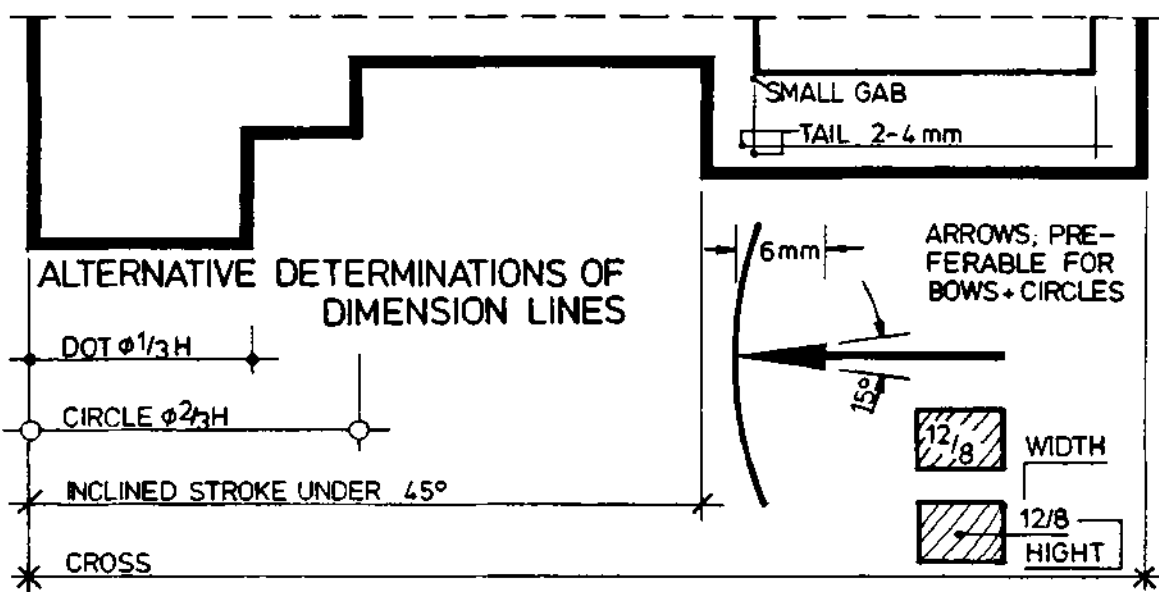 SMALL GAB
TAIL 2-4 mm
ALTERNATIVE DETERMINATIONS OF
DIMENSION LINES
6mm
ARROWS; PRE-
FERABLE FOR
BOWS+CIRCLES
DOT φ1/3 H
CIRCLE φ2/3H
15°
12/8
WIDTH
INCLINED STROKE UNDER 45°
12/8
HIGHT
CROSS